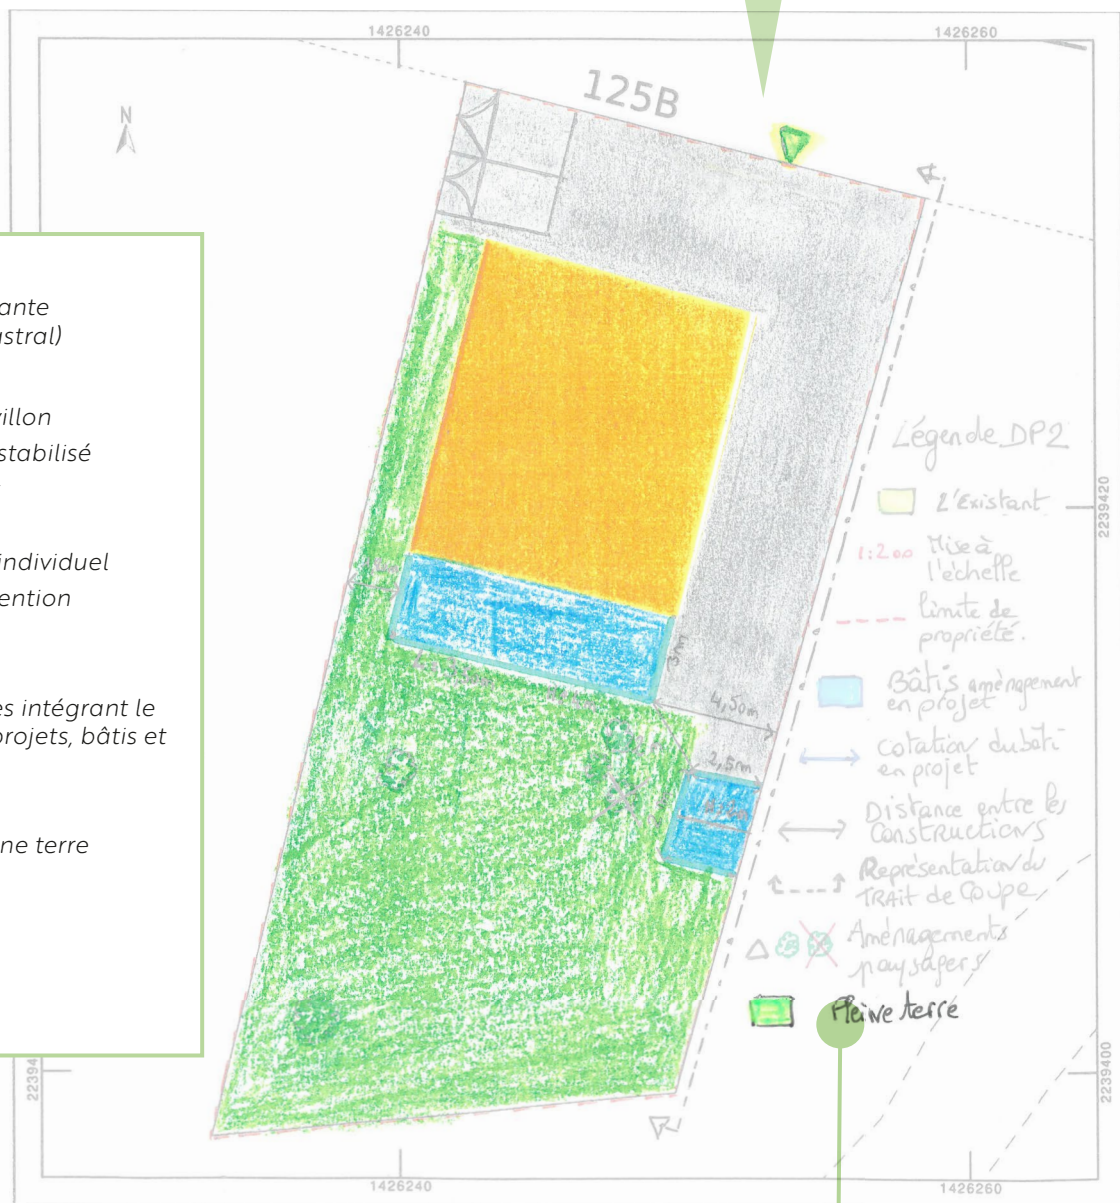 1426240
1426260
125B
N
ante
astral)
villon
stabilisé
individuel
ention
es intégrant le
projets, bâtis et
ne terre
3m
4,50m
2,5m
Légende DP2
L'Existant
1:200 Mise à
l'échelle
limite de
propriété.
Bâtis aménagement
en projet
cotation du bâti
en projet
Distance entre les
Constructions
Représentation du
TRAit de Coupe
Aménagements
paysagers
Pleine terre
2239420
2239400
22394
1426240
1426260